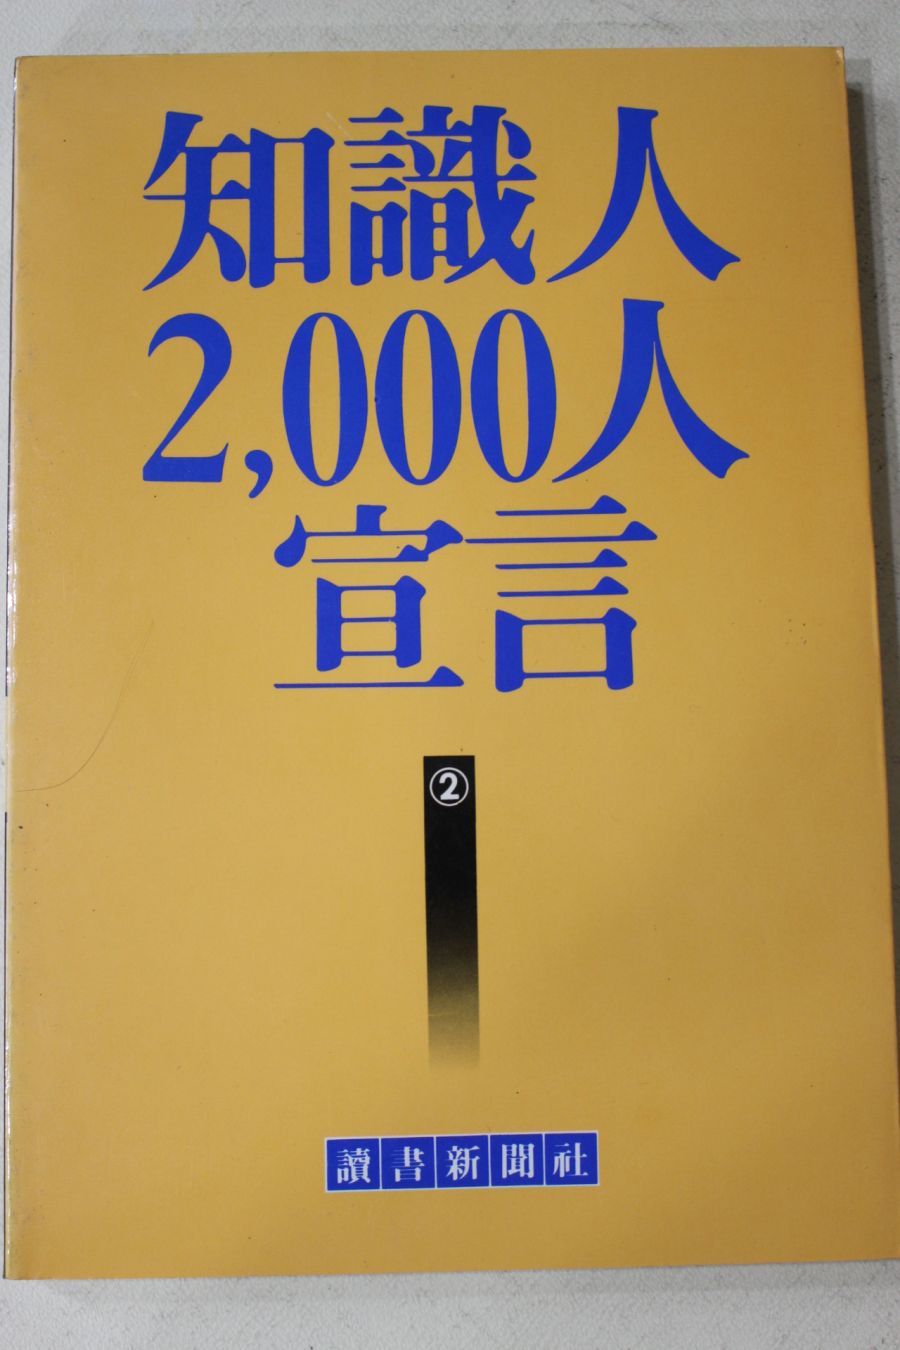 知識人
2,000人
宣言
②
讀書新聞社